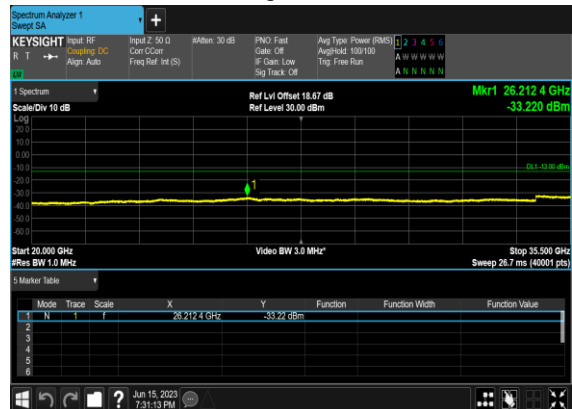 Spectrum Analyzer 1
Swept SA
KEYSIGHT Input: RF Input Z: 50 Ω #Atten: 30 dB PNO: Fast Avg Type: Power (RMS) 1 2 3 4 5 6
R T Coupling: DC Corr CCorr Gate: Off Avg|Hold: 100/100 A W W W W W
Align: Auto Freq Ref: Int (S) IF Gain: Low Trig: Free Run
Sig Track: Off A N N N N N
1 Spectrum Ref Lvl Offset 18.67 dB Mkr1 26.212 4 GHz
Scale/Div 10 dB Ref Level 30.00 dBm -33.220 dBm
Log
20.0
10.0
0.00
-10.0
DL1 -13.00 dBm
-20.0
1
-30.0
-40.0
-50.0
-60.0
Start 20.000 GHz Video BW 3.0 MHz* Stop 35.500 GHz
#Res BW 1.0 MHz Sweep 26.7 ms (40001 pts)
5 Marker Table
Mode Trace Scale X Y Function Function Width Function Value
1 N 1 f 26.212 4 GHz -33.22 dBm
2
3
4
5
6
Jun 15, 2023
7:31:13 PM